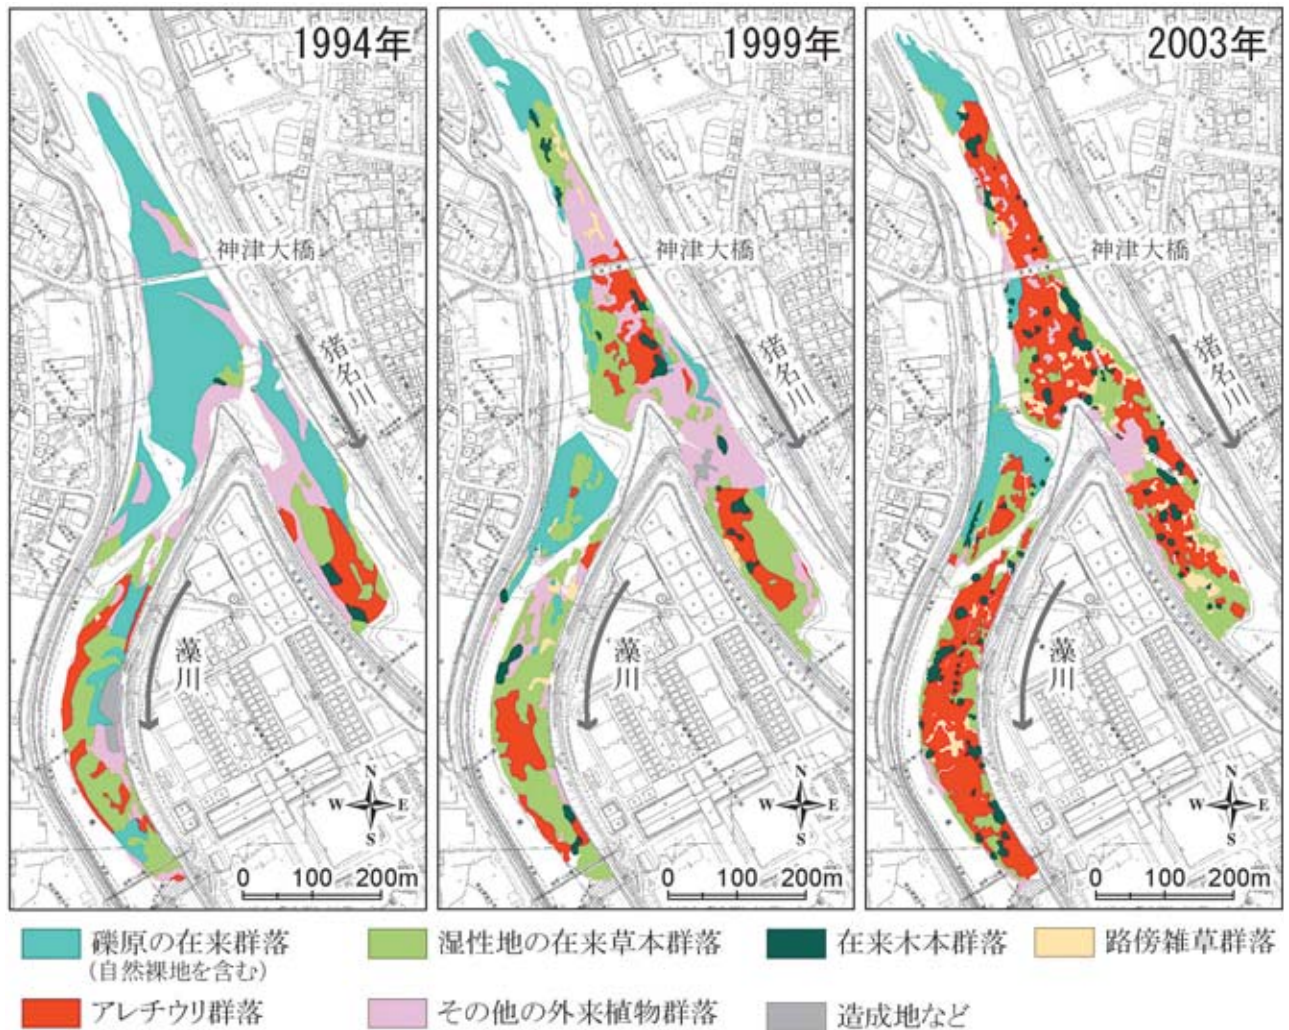 1994年
神津大橋
猪名川
藻川
N
W E
S
0 100 200m
1999年
神津大橋
猪名川
藻川
N
W E
S
0 100 200m
2003年
神津大橋
猪名川
藻川
N
W E
S
0 100 200m
礫原の在来群落
(自然裸地を含む)
湿性地の在来草本群落
在来木本群落
路傍雑草群落
アレチウリ群落
その他の外来植物群落
造成地など